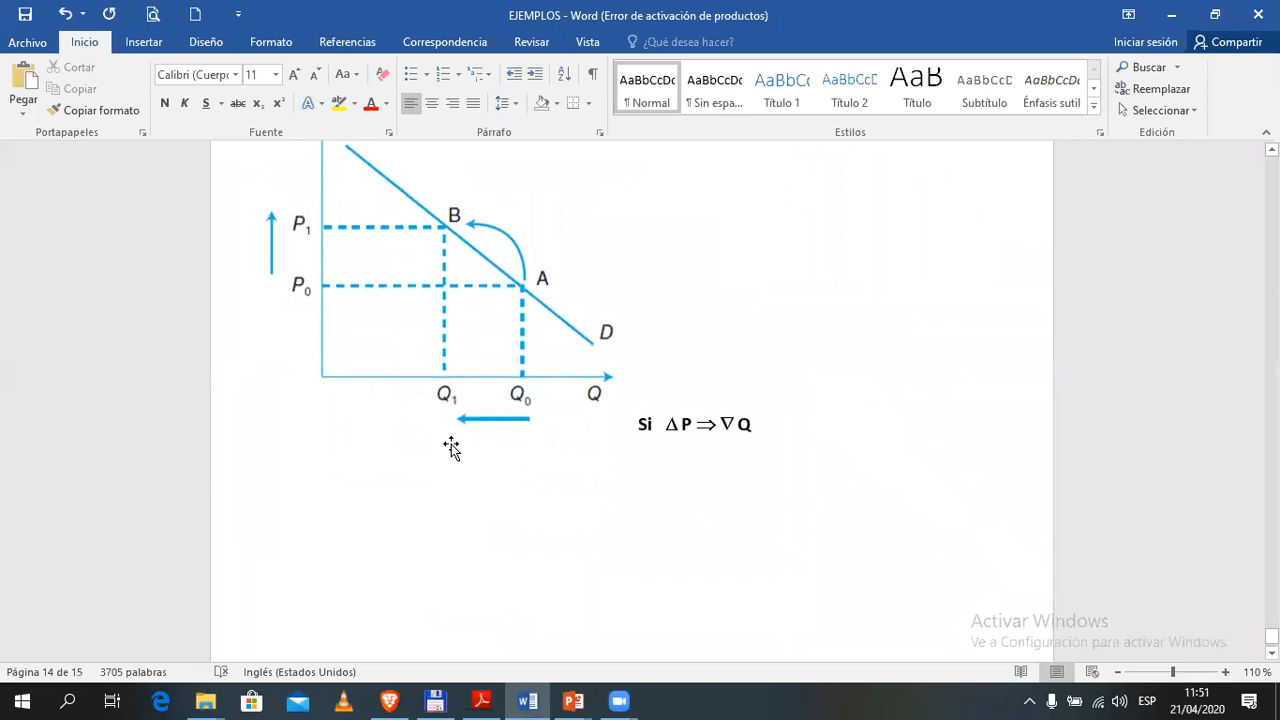 EJEMPLOS - Word (Error de activación de productos)
Archivo Inicio Insertar Diseño Formato Referencias Correspondencia Revisar Vista ¿Qué desea hacer? Iniciar sesión Compartir
Pegar
Cortar
Copiar
Copiar formato
Portapapeles
Calibri (Cuerpo 11
Aa
N K S abc x₂ x²
A
Fuente
Párrafo
AaBbCcDc
¶ Normal
AaBbCcDc
¶ Sin espa...
AaBbCc
Título 1
AaBbCcD
Título 2
AaB
Título
AaBbCcD
Subtítulo
AaBbCcDc
Énfasis sutil
Estilos
Buscar
Reemplazar
Seleccionar
Edición
P₁
B
A
P₀
D
Q₁ Q₀ Q
Si Δ P ⇒ ∇ Q
Activar Windows
Ve a Configuración para activar Windows.
Página 14 de 15 3705 palabras Inglés (Estados Unidos) 110 %
ESP
11:51
21/04/2020